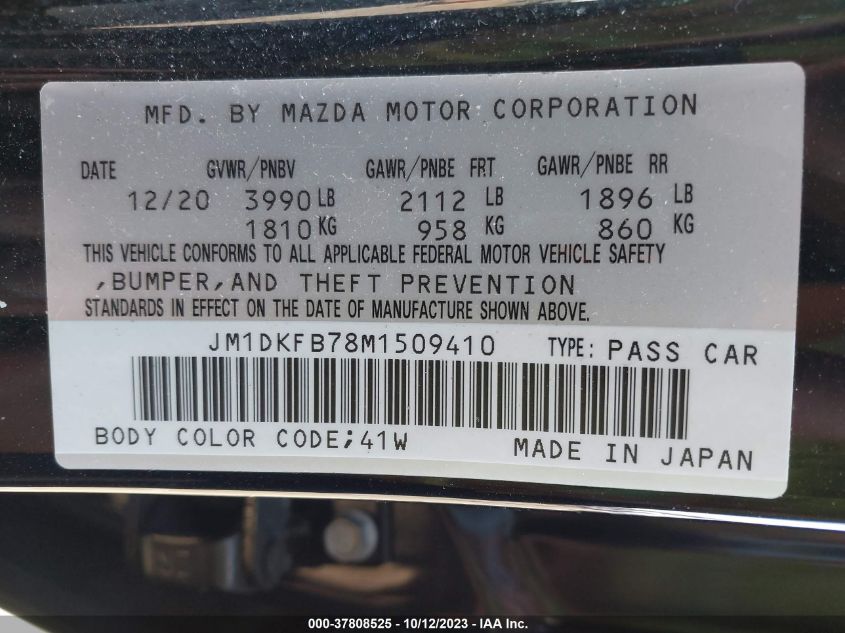 MFD. BY MAZDA MOTOR CORPORATION
DATE GVWR/PNBV GAWR/PNBE FRT GAWR/PNBE RR
12/20 3990 LB 2112 LB 1896 LB
1810 KG 958 KG 860 KG
THIS VEHICLE CONFORMS TO ALL APPLICABLE FEDERAL MOTOR VEHICLE SAFETY
,BUMPER,AND THEFT PREVENTION
STANDARDS IN EFFECT ON THE DATE OF MANUFACTURE SHOWN ABOVE.
JM1DKFB78M1509410 TYPE: PASS CAR
BODY COLOR CODE;41W MADE IN JAPAN
000-37808525 - 10/12/2023 - IAA Inc.